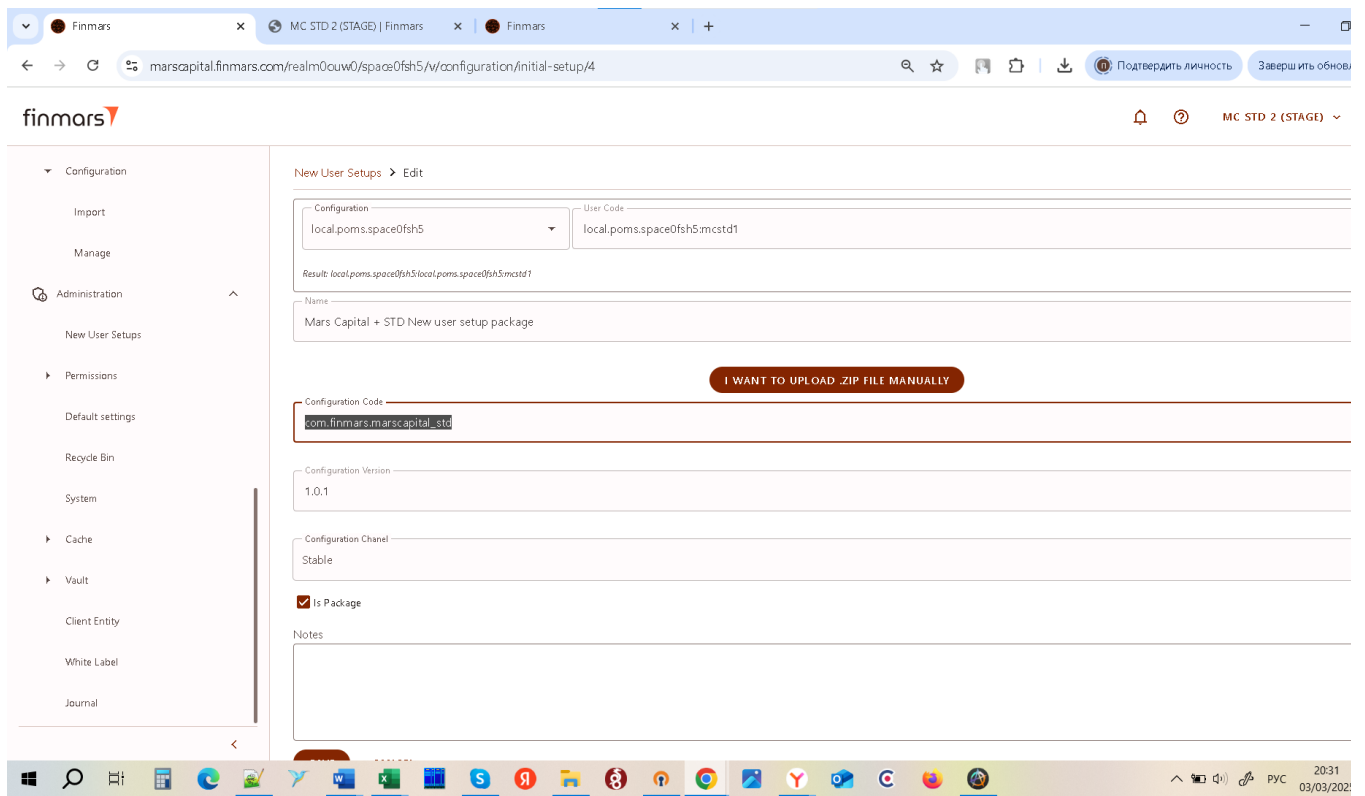 Finmars
MC STD 2 (STAGE) | Finmars
Finmars
marscapital.finmars.com/realm0ouw0/space0fsh5/v/configuration/initial-setup/4
Подтвердить личность
Завершить обновл
finmars
MC STD 2 (STAGE)
Configuration
Import
Manage
Administration
New User Setups
Permissions
Default settings
Recycle Bin
System
Cache
Vault
Client Entity
White Label
Journal
New User Setups > Edit
Configuration
local.poms.space0fsh5
User Code
local.poms.space0fsh5:mcstd1
Result: local.poms.space0fsh5:local.poms.space0fsh5:mcstd1
Name
Mars Capital + STD New user setup package
I WANT TO UPLOAD .ZIP FILE MANUALLY
Configuration Code
com.finmars.marscapital_std
Configuration Version
1.0.1
Configuration Chanel
Stable
Is Package
Notes
РУС
20:31
03/03/2025